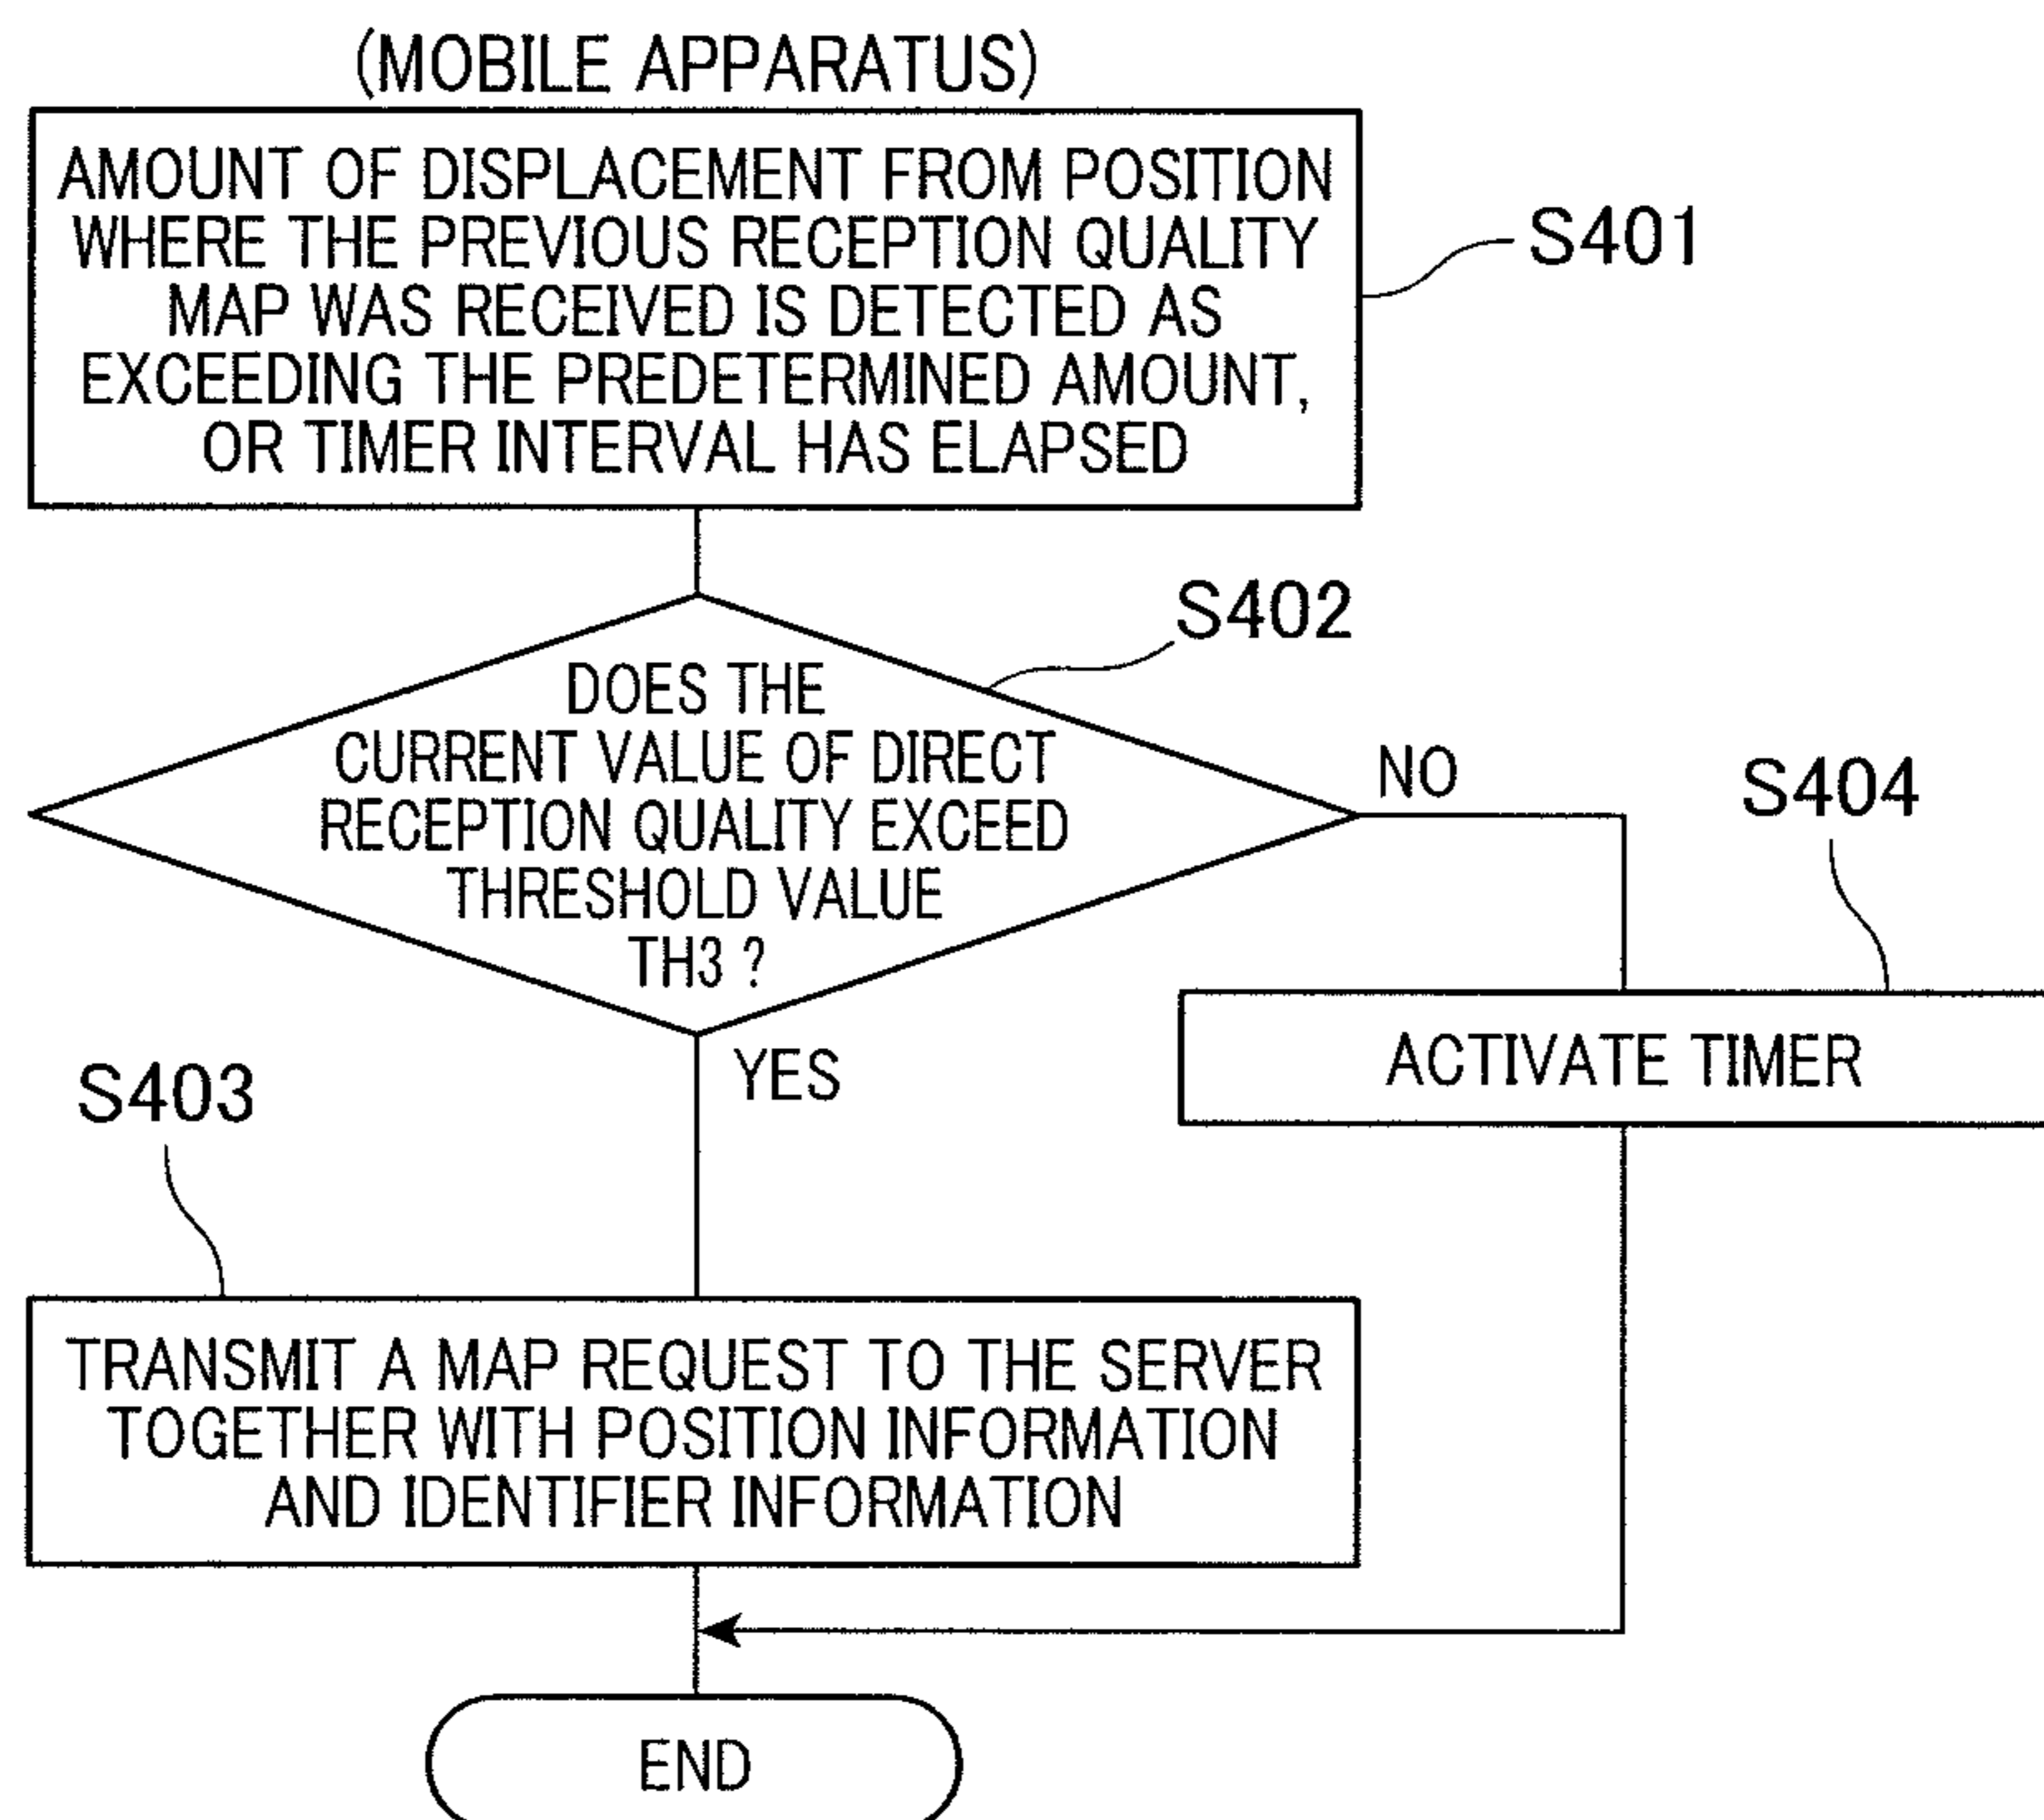 (MOBILE APPARATUS)
AMOUNT OF DISPLACEMENT FROM POSITION
WHERE THE PREVIOUS RECEPTION QUALITY
MAP WAS RECEIVED IS DETECTED AS
EXCEEDING THE PREDETERMINED AMOUNT,
OR TIMER INTERVAL HAS ELAPSED
S401
S402
DOES THE
CURRENT VALUE OF DIRECT
RECEPTION QUALITY EXCEED
THRESHOLD VALUE
TH3 ?
NO
S404
ACTIVATE TIMER
YES
S403
TRANSMIT A MAP REQUEST TO THE SERVER
TOGETHER WITH POSITION INFORMATION
AND IDENTIFIER INFORMATION
END